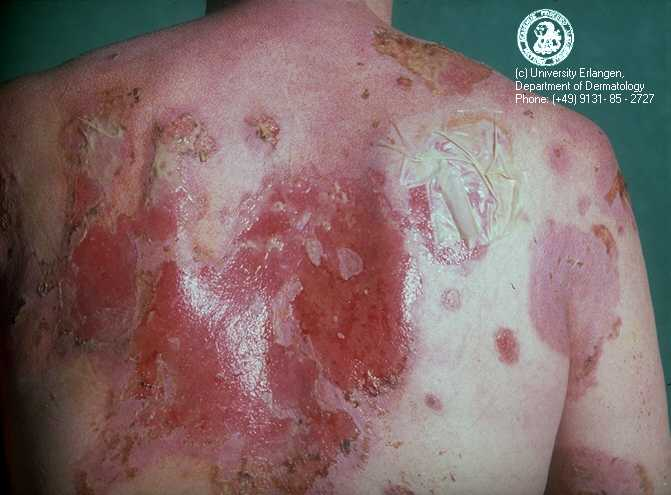 (c) University Erlangen,
Department of Dermatology
Phone: (+49) 9131- 85 - 2727